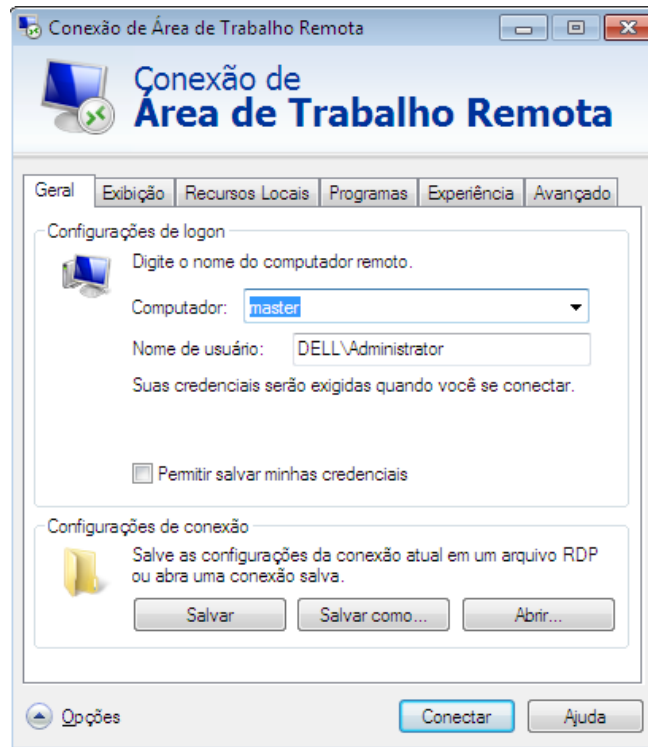 Conexão de Área de Trabalho Remota
Conexão de
Área de Trabalho Remota
Geral Exibição Recursos Locais Programas Experiência Avançado
Configurações de logon
Digite o nome do computador remoto.
Computador: master
Nome de usuário: DELL\Administrator
Suas credenciais serão exigidas quando você se conectar.
Permitir salvar minhas credenciais
Configurações de conexão
Salve as configurações da conexão atual em um arquivo RDP
ou abra uma conexão salva.
Salvar Salvar como... Abrir...
Opções Conectar Ajuda